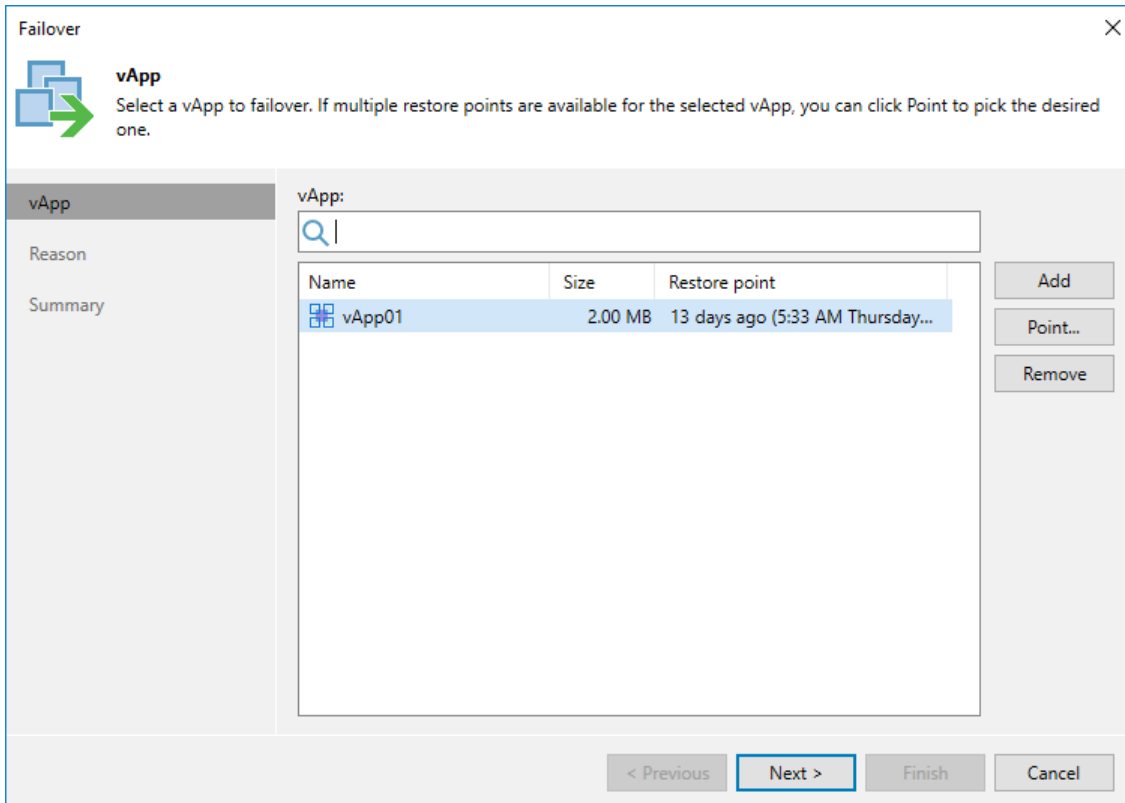 Failover
vApp
Select a vApp to failover. If multiple restore points are available for the selected vApp, you can click Point to pick the desired
one.
vApp
Reason
Summary
vApp:
Name Size Restore point
vApp01 2.00 MB 13 days ago (5:33 AM Thursday...
Add
Point...
Remove
< Previous Next > Finish Cancel